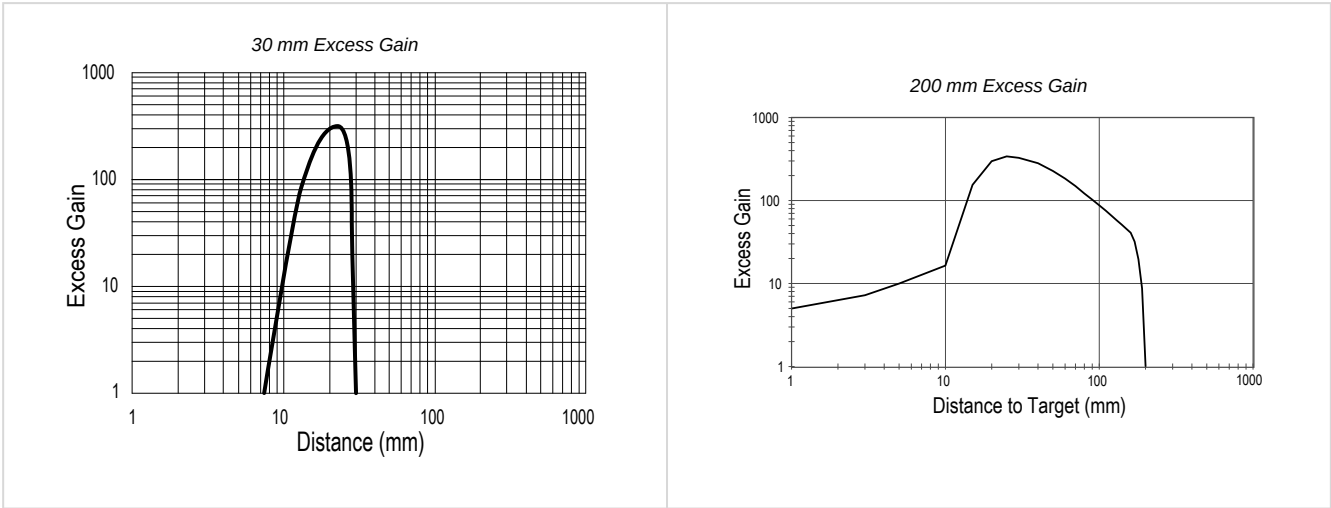 30 mm Excess Gain
1000
100
10
1
Excess Gain
1 10 100 1000
Distance (mm)
200 mm Excess Gain
1000
100
10
1
Excess Gain
1 10 100 1000
Distance to Target (mm)